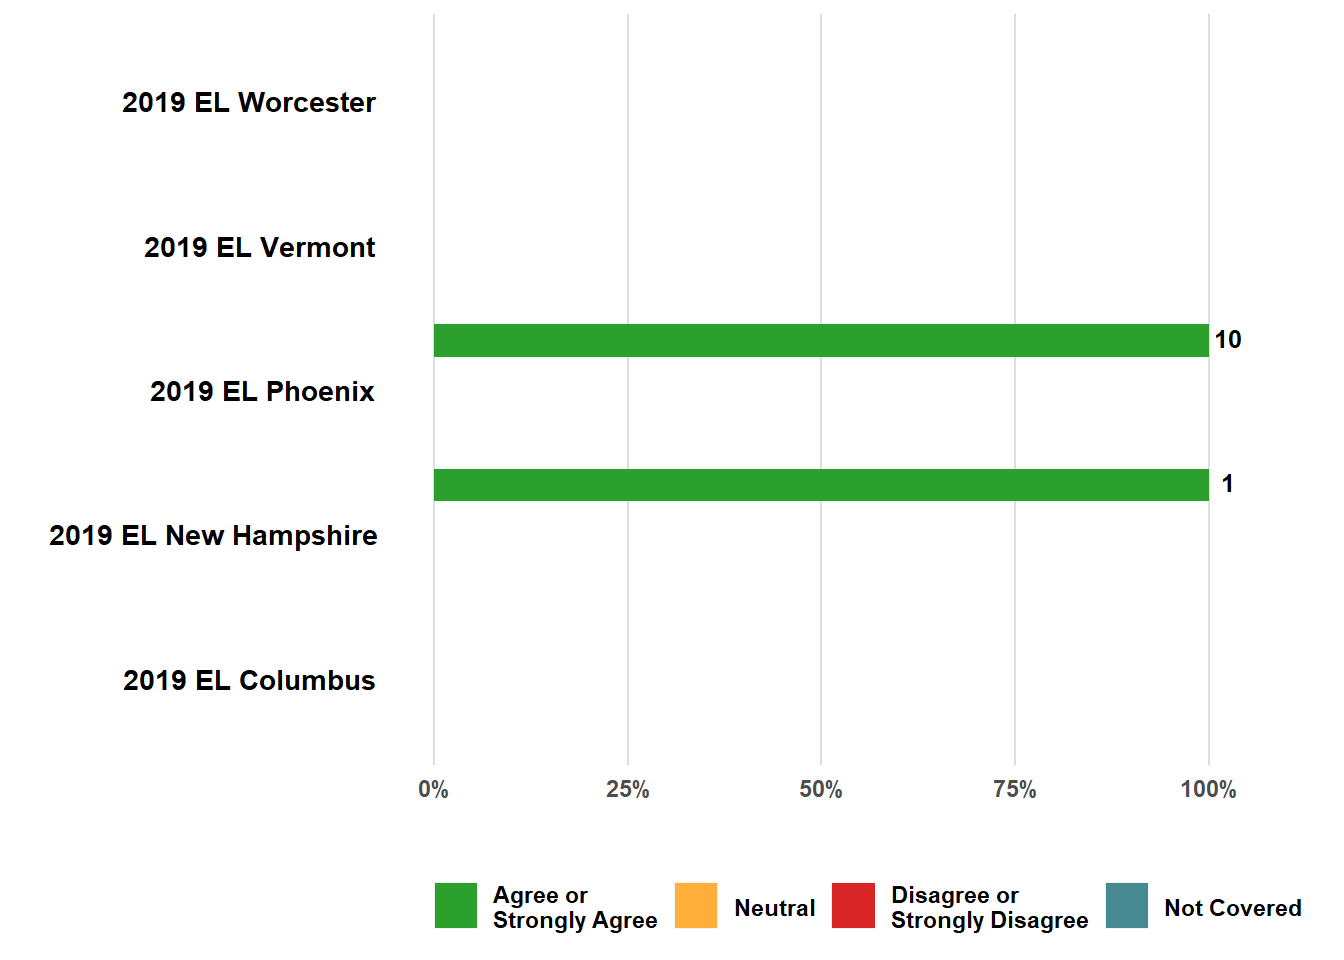 2019 EL Worcester
2019 EL Vermont
10
2019 EL Phoenix
1
2019 EL New Hampshire
2019 EL Columbus
0% 25% 50% 75% 100%
Agree or
Strongly Agree
Neutral
Disagree or
Strongly Disagree
Not Covered